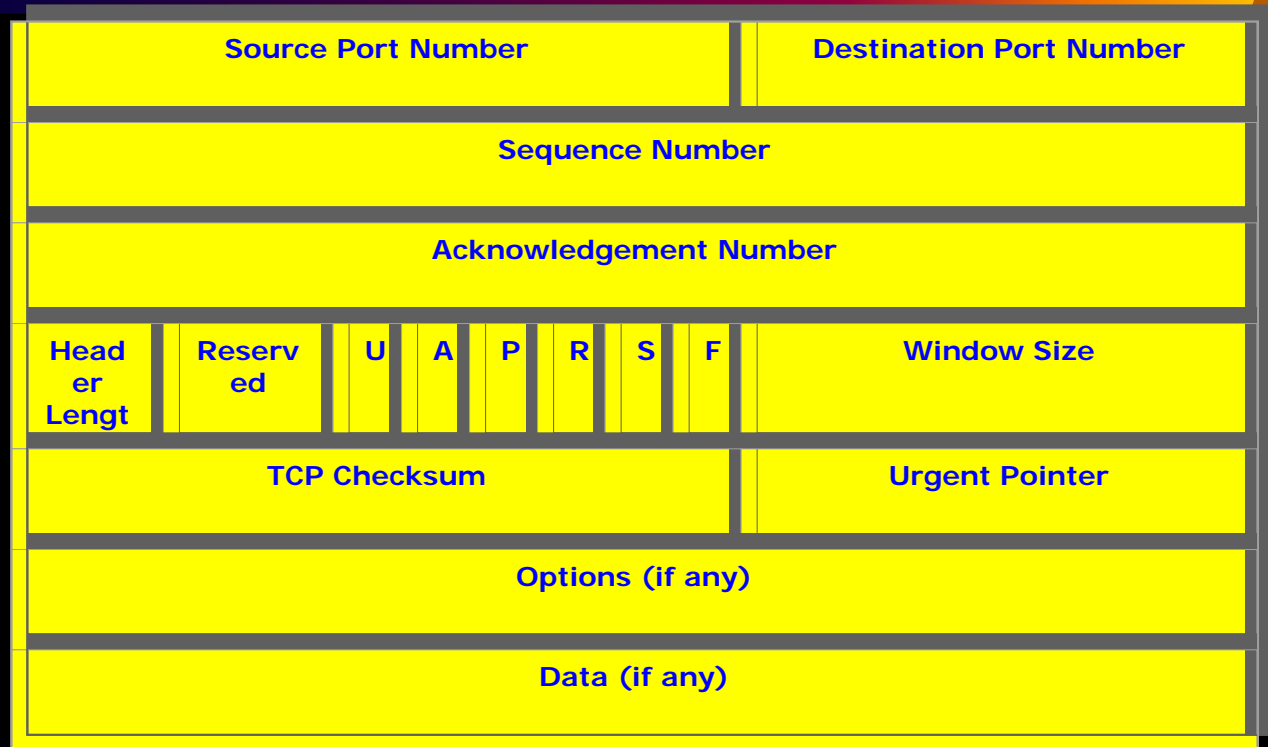 Source Port Number
Destination Port Number
Sequence Number
Acknowledgement Number
Head
er
Lengt
Reserv
ed
U
A
P
R
S
F
Window Size
TCP Checksum
Urgent Pointer
Options (if any)
Data (if any)